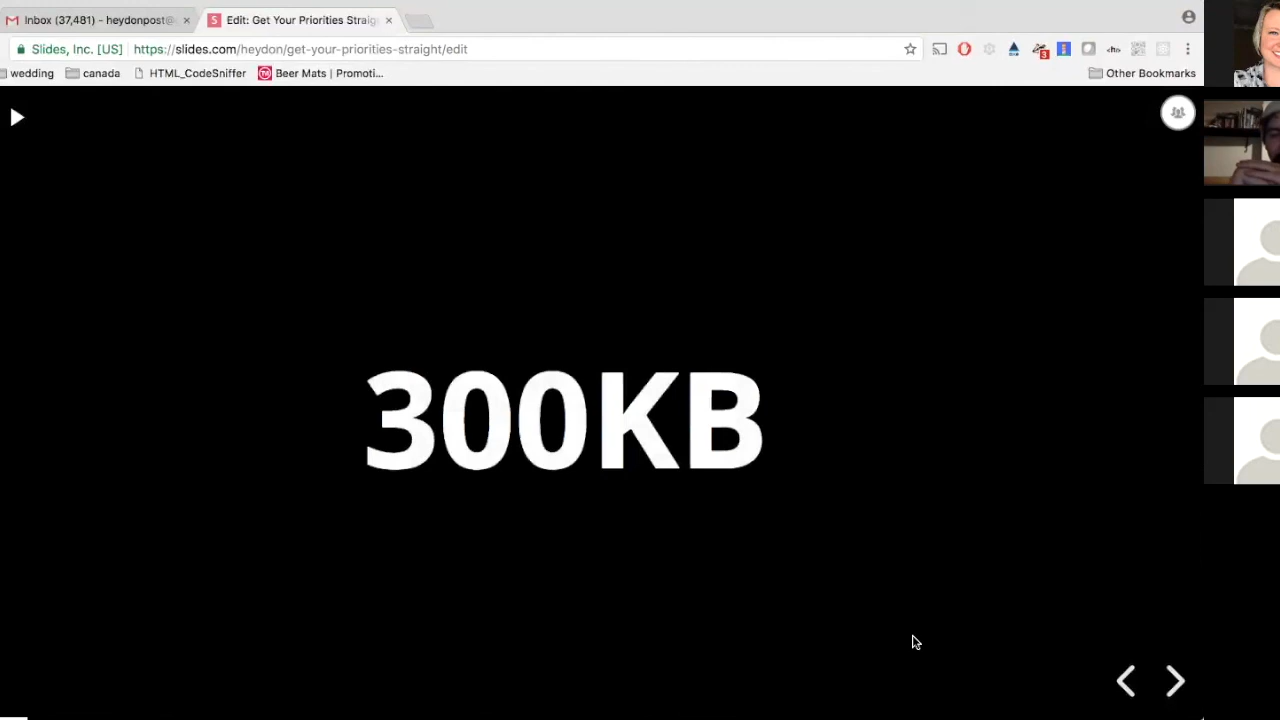 Inbox (37,481) - heydonpost@
Edit: Get Your Priorities Straig
Slides, Inc. [US]
https://slides.com/heydon/get-your-priorities-straight/edit
wedding
canada
HTML_CodeSniffer
Beer Mats | Promoti...
Other Bookmarks
3
300KB